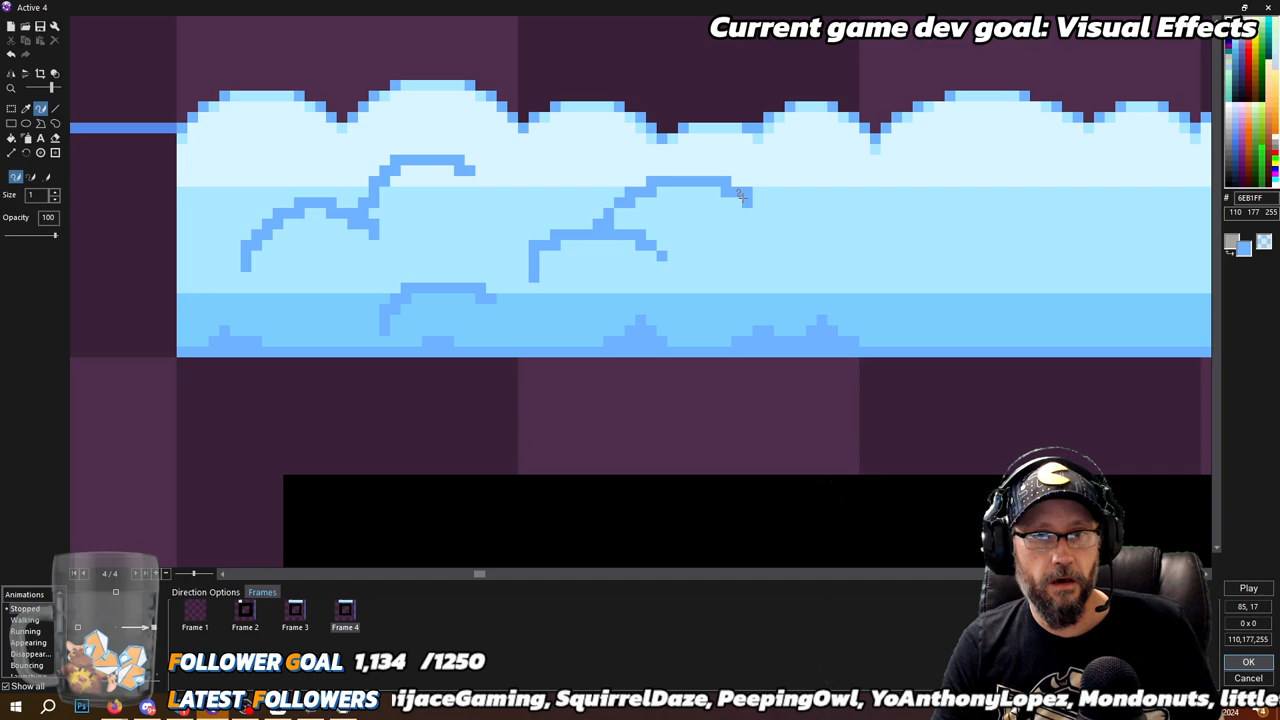 Active 4
Current game dev goal: Visual Effects
Size 1
Opacity 100
# 6EB1FF
110 177 255
4/4
Animations
Stopped
Walking
Running
Appearing
Disappear...
Bouncing
Show all
Direction Options
Frames
Frame 1
Frame 2
Frame 3
Frame 4
Play
85, 17
0 x 0
110,177,255
OK
Cancel
FOLLOWER GOAL 1,134 /1250
LATEST FOLLOWERS ijaceGaming, SquirrelDaze, PeepingOwl, YoAnthonyLopez, Mondonuts, little
2024